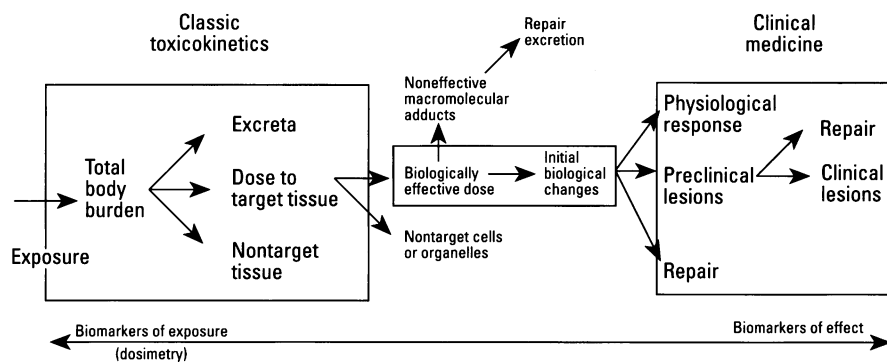 Classic
toxicokinetics
Clinical
medicine
Repair
excretion
Noneffective
macromolecular
adducts
Exposure
Total
body
burden
Excreta
Dose to
target tissue
Nontarget
tissue
Biologically
effective dose
Initial
biological
changes
Nontarget cells
or organelles
Physiological
response
Preclinical
lesions
Repair
Repair
Clinical
lesions
Biomarkers of exposure
(dosimetry)
Biomarkers of effect